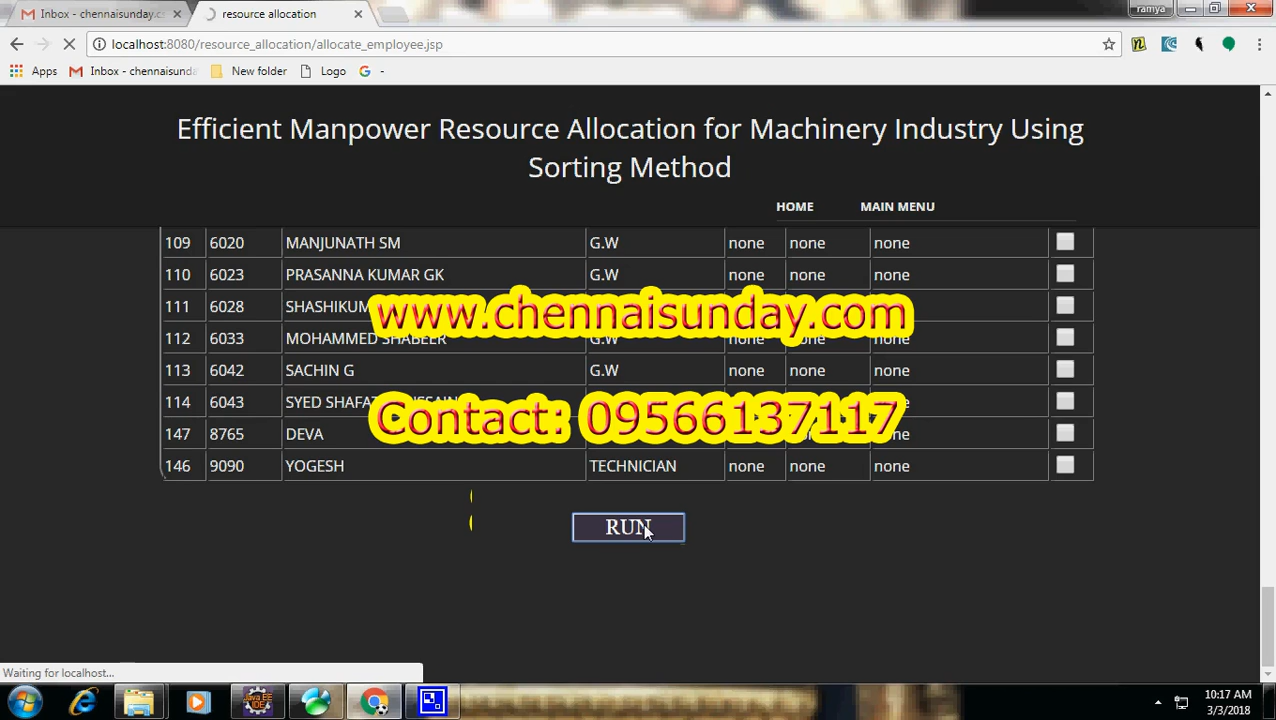 Inbox - chennaisunday.c
resource allocation
ramya
localhost:8080/resource_allocation/allocate_employee.jsp
Apps
Inbox - chennaisund
New folder
Logo
-
Efficient Manpower Resource Allocation for Machinery Industry Using
Sorting Method
HOME MAIN MENU
109 6020 MANJUNATH SM G.W none none none
110 6023 PRASANNA KUMAR GK G.W none none none
111 6028
www.chennaisunday.com
112 6033 MOHAMMED SHABEER none none none
113 6042 SACHIN G G.W none none none
114 6043 SYED
Contact: 09566137117
147 8765 DEVA none
146 9090 YOGESH TECHNICIAN none none none
RUN
Waiting for localhost...
Java EE
IDE
10:17 AM
3/3/2018